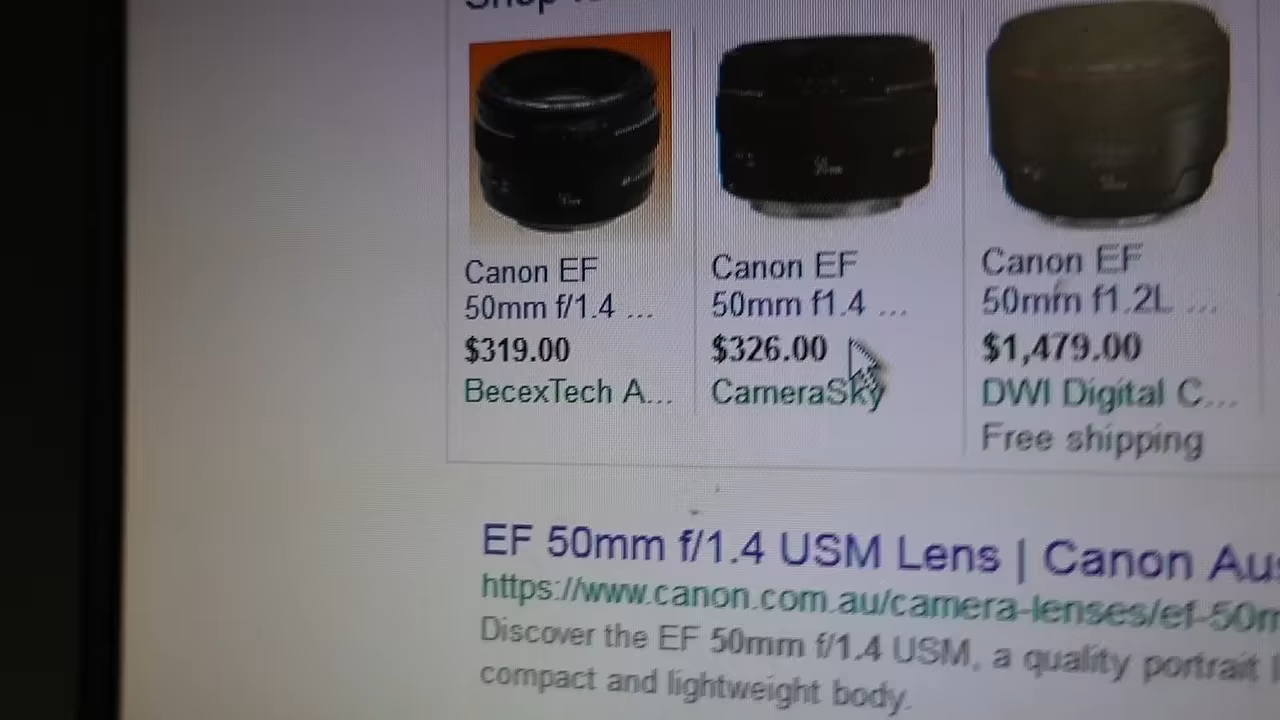 Canon EF
50mm f/1.4 ...
$319.00
BecexTech A...
Canon EF
50mm f1.4 ...
$326.00
CameraSky
Canon EF
50mm f1.2L ...
$1,479.00
DWI Digital C...
Free shipping
EF 50mm f/1.4 USM Lens | Canon Aus
https://www.canon.com.au/camera-lenses/ef-50m
Discover the EF 50mm f/1.4 USM, a quality portrait
compact and lightweight body.